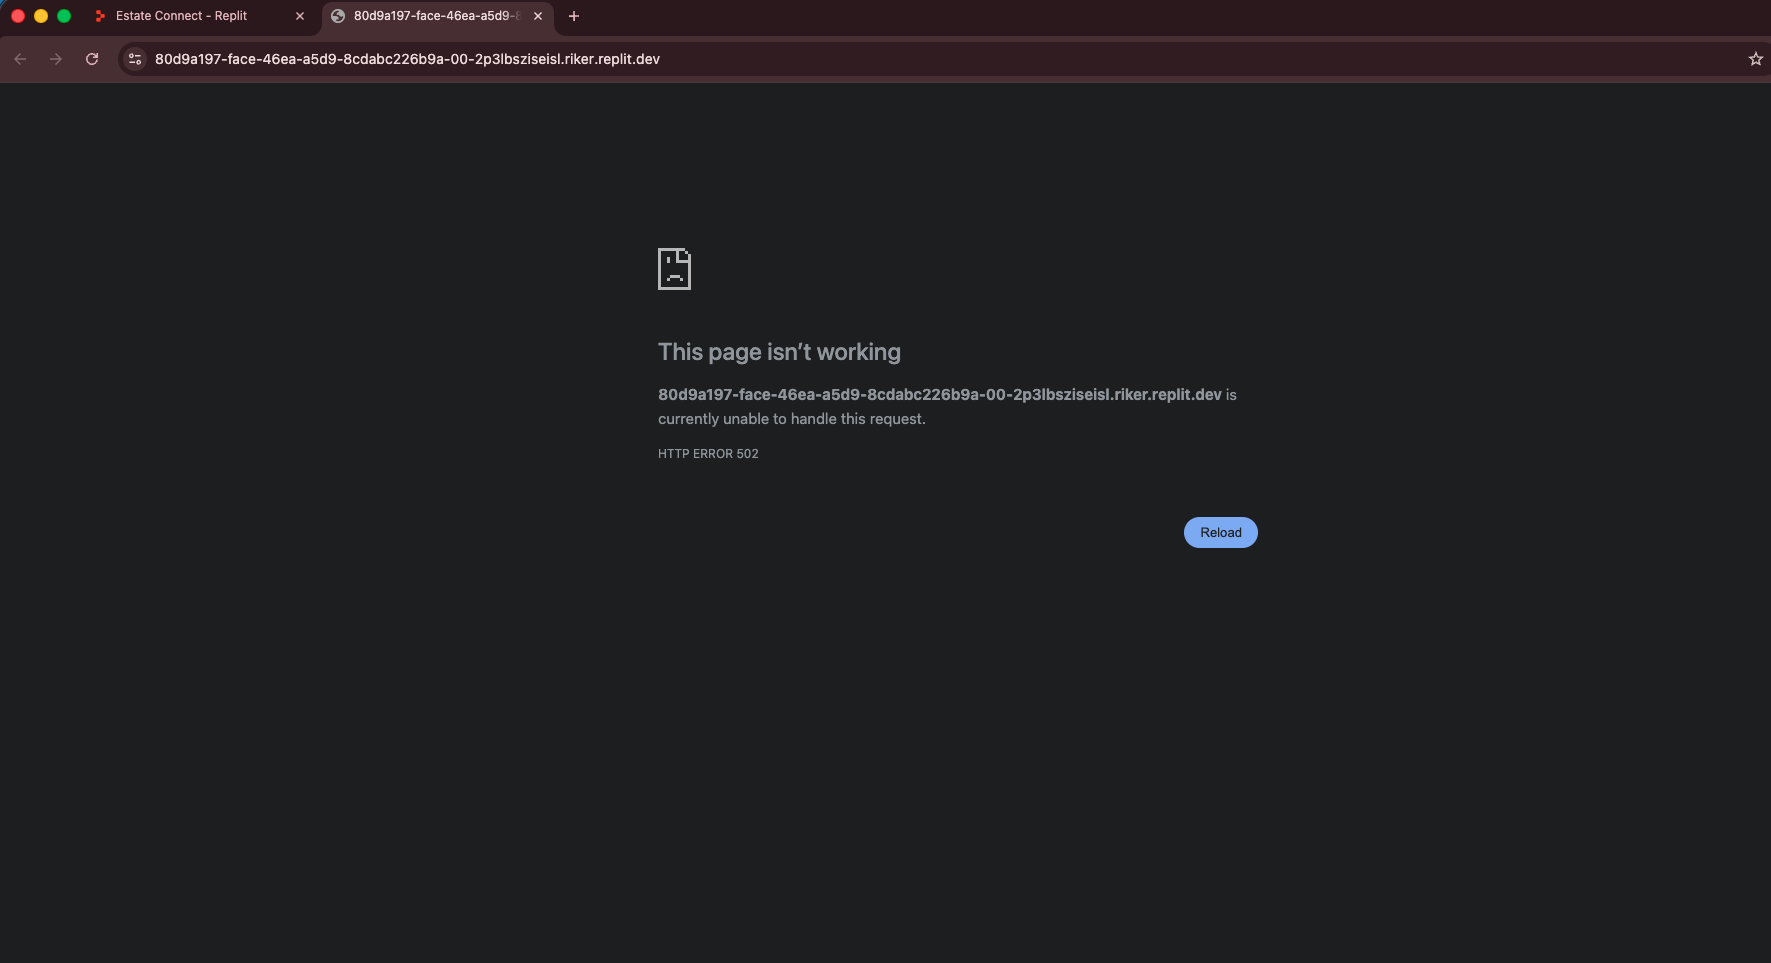 Estate Connect - Replit
80d9a197-face-46ea-a5d9-8
80d9a197-face-46ea-a5d9-8cdabc226b9a-00-2p3lbsziseisl.riker.replit.dev
This page isn’t working
80d9a197-face-46ea-a5d9-8cdabc226b9a-00-2p3lbsziseisl.riker.replit.dev is
currently unable to handle this request.
HTTP ERROR 502
Reload